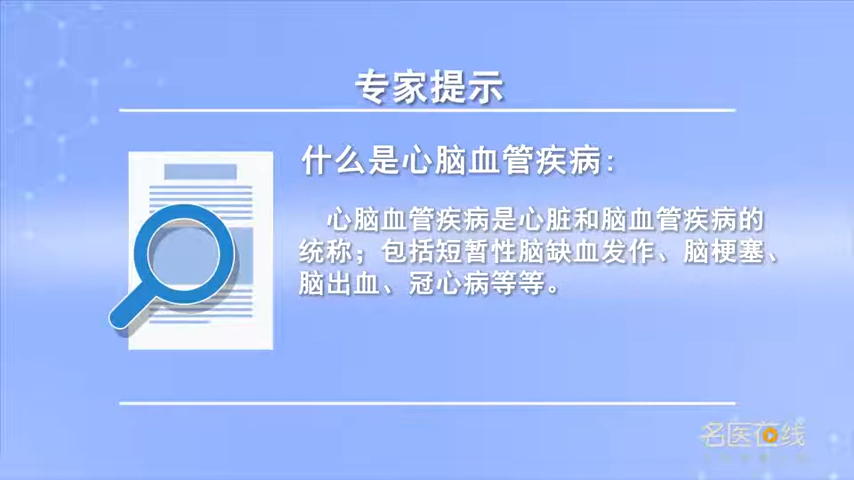 专家提示
什么是心脑血管疾病：
心脑血管疾病是心脏和脑血管疾病的
统称；包括短暂性脑缺血发作、脑梗塞、
脑出血、冠心病等等。
名医在线